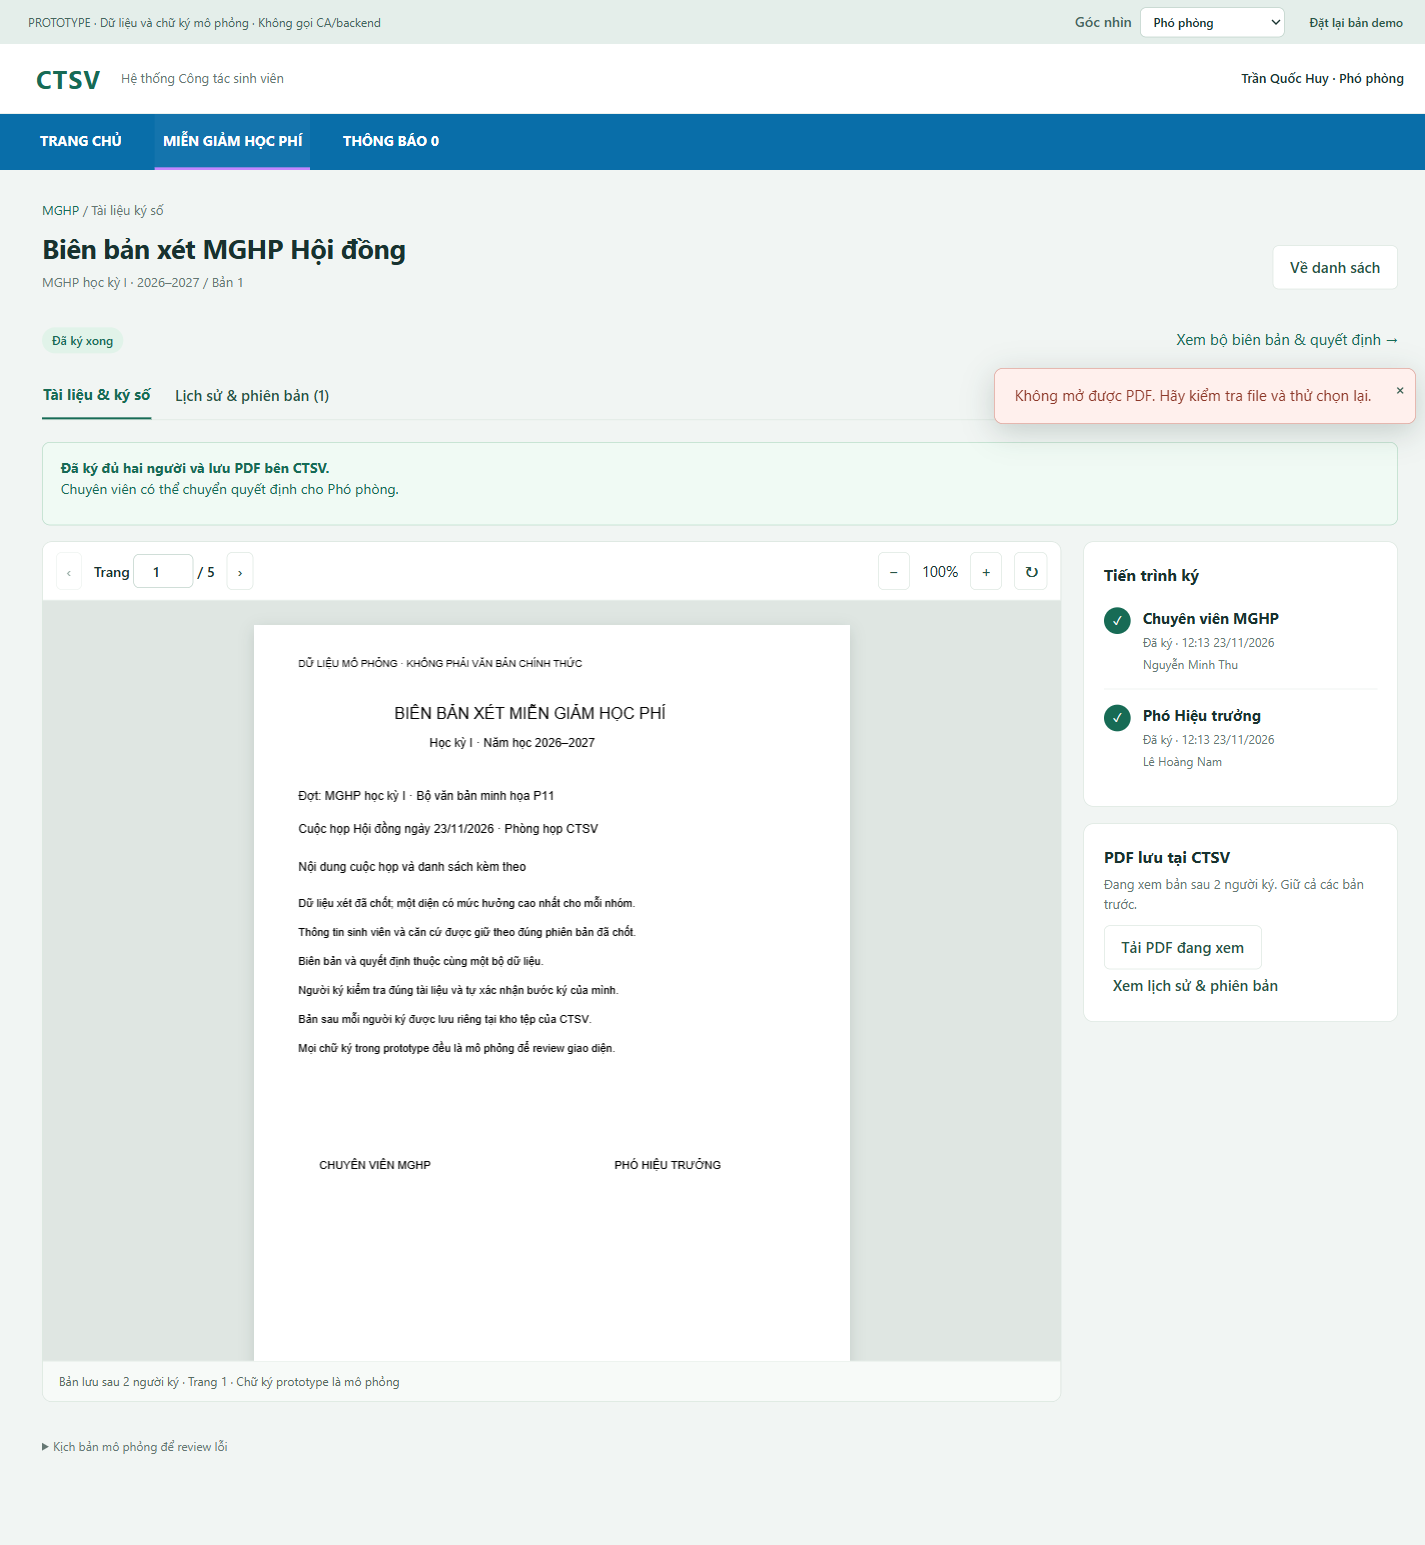 PROTOTYPE · Dữ liệu và chữ ký mô phỏng · Không gọi CA/backend
Góc nhìn
Phó phòng
Đặt lại bản demo
CTSV
Hệ thống Công tác sinh viên
Trần Quốc Huy · Phó phòng
TRANG CHỦ
MIỄN GIẢM HỌC PHÍ
THÔNG BÁO 0
MGHP / Tài liệu ký số
Biên bản xét MGHP Hội đồng
MGHP học kỳ I · 2026–2027 / Bản 1
Về danh sách
Đã ký xong
Xem bộ biên bản & quyết định →
Tài liệu & ký số
Lịch sử & phiên bản (1)
Không mở được PDF. Hãy kiểm tra file và thử chọn lại.
×
Đã ký đủ hai người và lưu PDF bên CTSV.
Chuyên viên có thể chuyển quyết định cho Phó phòng.
‹ Trang 1 / 5 ›
− 100% + ↻
DỮ LIỆU MÔ PHỎNG · KHÔNG PHẢI VĂN BẢN CHÍNH THỨC
BIÊN BẢN XÉT MIỄN GIẢM HỌC PHÍ
Học kỳ I · Năm học 2026–2027
Đợt: MGHP học kỳ I · Bộ văn bản minh họa P11
Cuộc họp Hội đồng ngày 23/11/2026 · Phòng họp CTSV
Nội dung cuộc họp và danh sách kèm theo
Dữ liệu xét đã chốt; một diện có mức hưởng cao nhất cho mỗi nhóm.
Thông tin sinh viên và căn cứ được giữ theo đúng phiên bản đã chốt.
Biên bản và quyết định thuộc cùng một bộ dữ liệu.
Người ký kiểm tra đúng tài liệu và tự xác nhận bước ký của mình.
Bản sau mỗi người ký được lưu riêng tại kho tệp của CTSV.
Mọi chữ ký trong prototype đều là mô phỏng để review giao diện.
CHUYÊN VIÊN MGHP
PHÓ HIỆU TRƯỞNG
Bản lưu sau 2 người ký · Trang 1 · Chữ ký prototype là mô phỏng
Tiến trình ký
✓
Chuyên viên MGHP
Đã ký · 12:13 23/11/2026
Nguyễn Minh Thu
✓
Phó Hiệu trưởng
Đã ký · 12:13 23/11/2026
Lê Hoàng Nam
PDF lưu tại CTSV
Đang xem bản sau 2 người ký. Giữ cả các bản
trước.
Tải PDF đang xem
Xem lịch sử & phiên bản
▶ Kịch bản mô phỏng để review lỗi